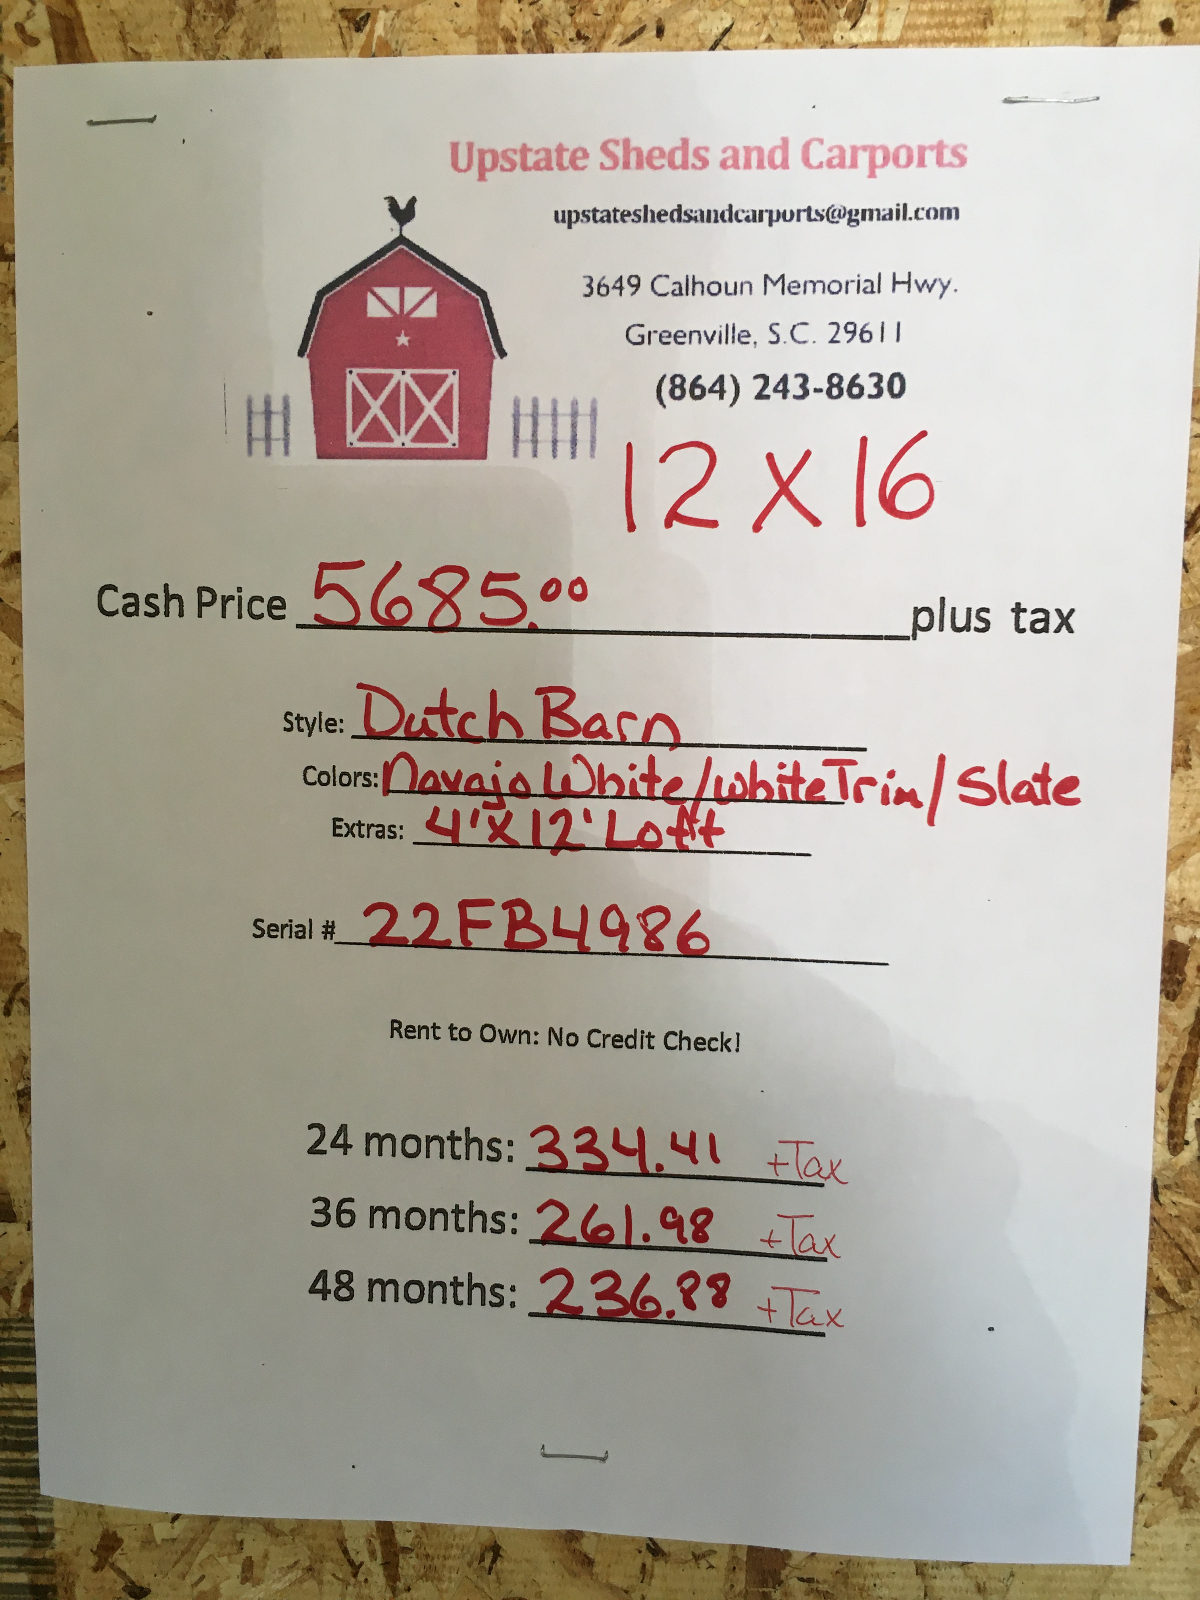 Upstate Sheds and Carports
upstateshedsandcarports@gmail.com
3649 Calhoun Memorial Hwy.
Greenville, S.C. 29611
(864) 243-8630
12 X 16
Cash Price 5685.00 plus tax
Style: Dutch Barn
Colors: Navajo White/White Trim/Slate
Extras: 4'X12' Loft
Serial # 22FB4986
Rent to Own: No Credit Check!
24 months: 334.41 +Tax
36 months: 261.98 +Tax
48 months: 236.88 +Tax